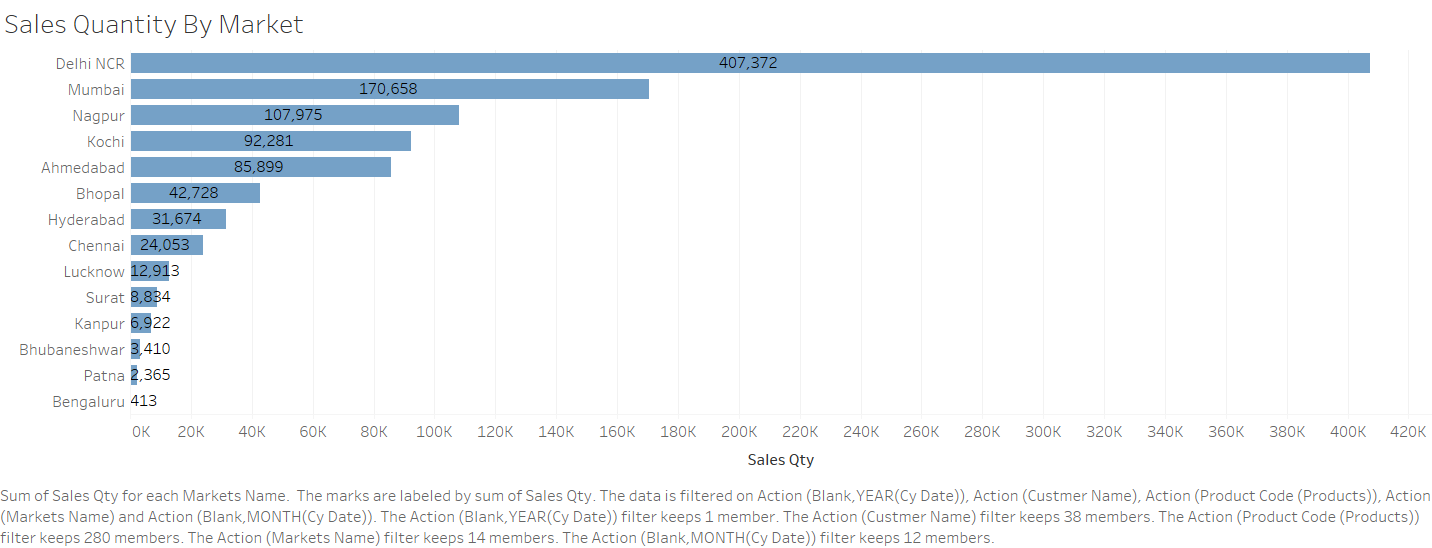 Sales Quantity By Market
Delhi NCR 407,372
Mumbai 170,658
Nagpur 107,975
Kochi 92,281
Ahmedabad 85,899
Bhopal 42,728
Hyderabad 31,674
Chennai 24,053
Lucknow 12,913
Surat 8,834
Kanpur 6,922
Bhubaneshwar 3,410
Patna 2,365
Bengaluru 413
0K 20K 40K 60K 80K 100K 120K 140K 160K 180K 200K 220K 240K 260K 280K 300K 320K 340K 360K 380K 400K 420K
Sales Qty
Sum of Sales Qty for each Markets Name.  The marks are labeled by sum of Sales Qty. The data is filtered on Action (Blank,YEAR(Cy Date)), Action (Custmer Name), Action (Product Code (Products)), Action
(Markets Name) and Action (Blank,MONTH(Cy Date)). The Action (Blank,YEAR(Cy Date)) filter keeps 1 member. The Action (Custmer Name) filter keeps 38 members. The Action (Product Code (Products))
filter keeps 280 members. The Action (Markets Name) filter keeps 14 members. The Action (Blank,MONTH(Cy Date)) filter keeps 12 members.